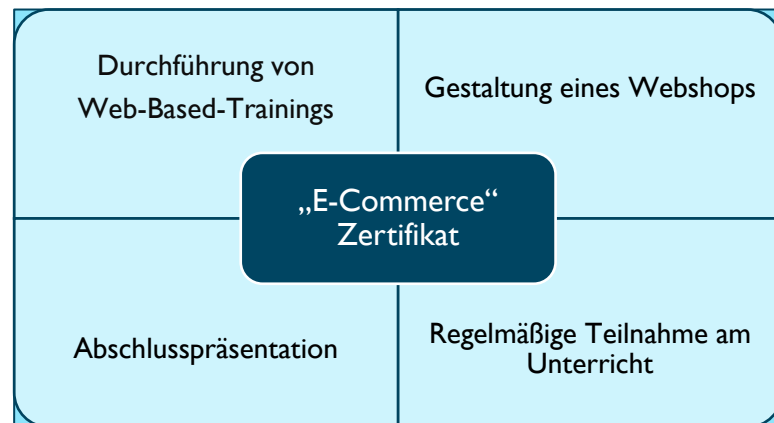 Durchführung von
Web-Based-Trainings
Gestaltung eines Webshops
„E-Commerce“
Zertifikat
Abschlusspräsentation
Regelmäßige Teilnahme am
Unterricht